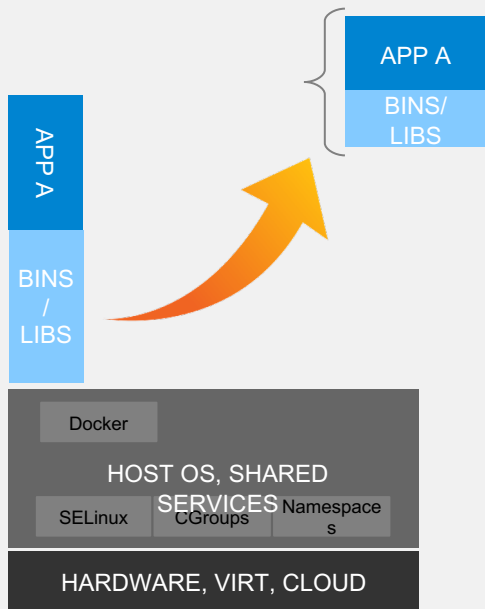 APP A
BINS/
LIBS
APP A
BINS
/
LIBS
Docker
HOST OS, SHARED
SERVICES
SELinux
CGroups
Namespace
s
HARDWARE, VIRT, CLOUD